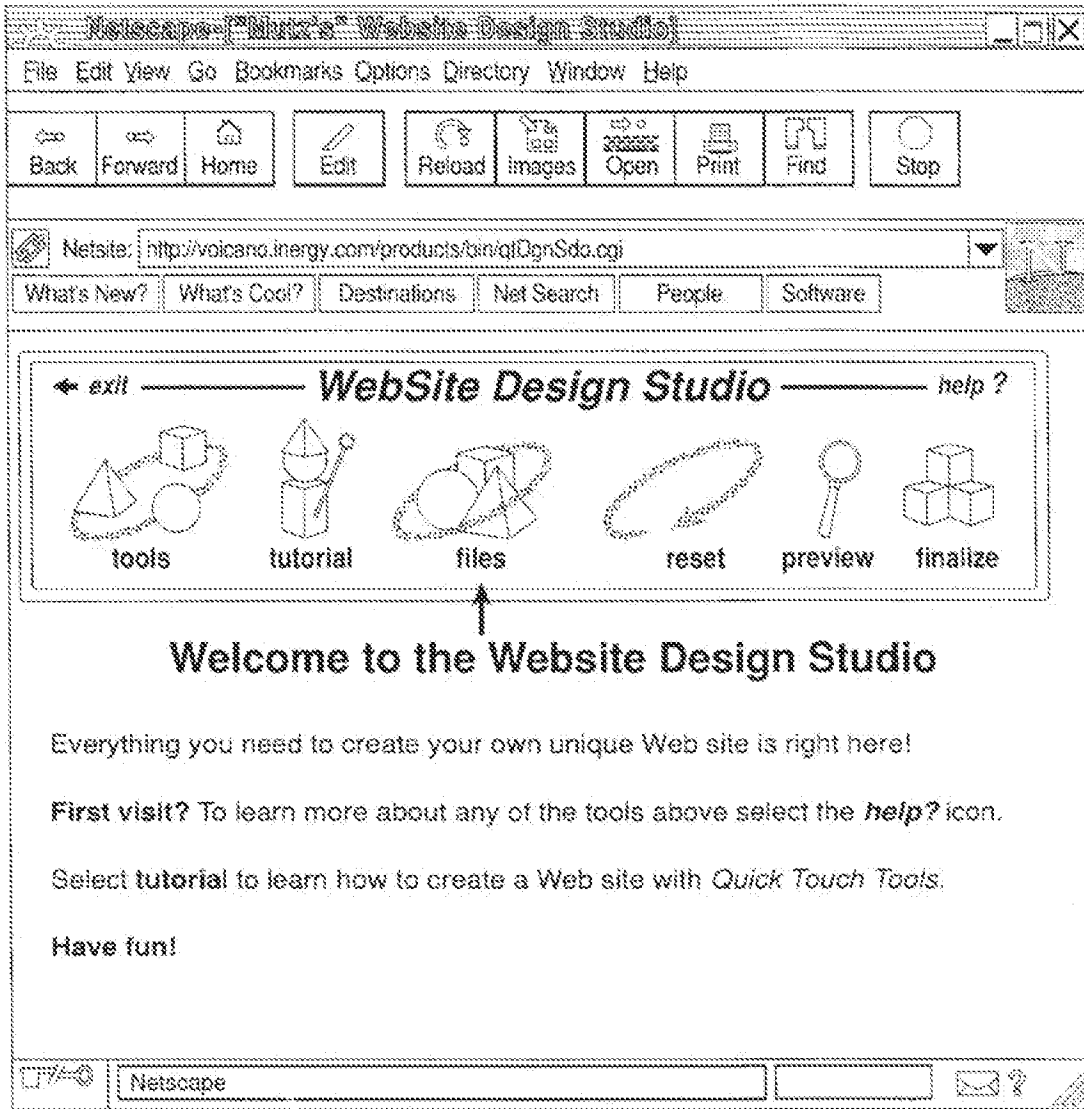 Netscape-["Nutz's" Website Design Studio]
File Edit View Go Bookmarks Options Directory Window Help
Back Forward Home Edit Reload Images Open Print Find Stop
Netsite: http://volcano.inergy.com/products/bin/qtDgnSdo.cgi
What's New? What's Cool? Destinations Net Search People Software
exit WebSite Design Studio help ?
tools tutorial files reset preview finalize
Welcome to the Website Design Studio
Everything you need to create your own unique Web site is right here!
First visit? To learn more about any of the tools above select the help? icon.
Select tutorial to learn how to create a Web site with Quick Touch Tools.
Have fun!
Netscape ?